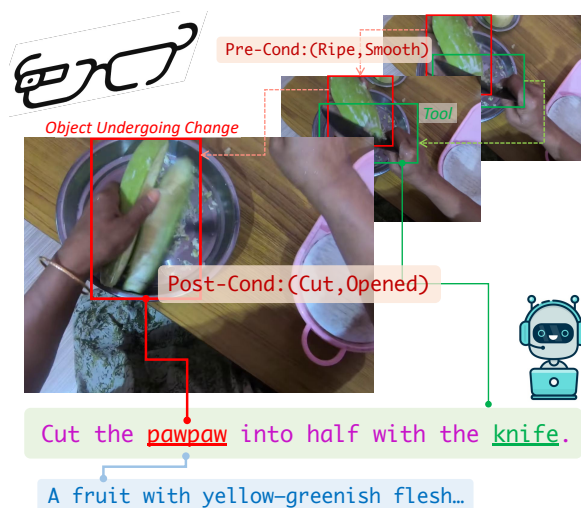 Pre-Cond:(Ripe,Smooth)
Tool
Object Undergoing Change
Post-Cond:(Cut,Opened)
Cut the pawpaw into half with the knife.
A fruit with yellow-greenish flesh…